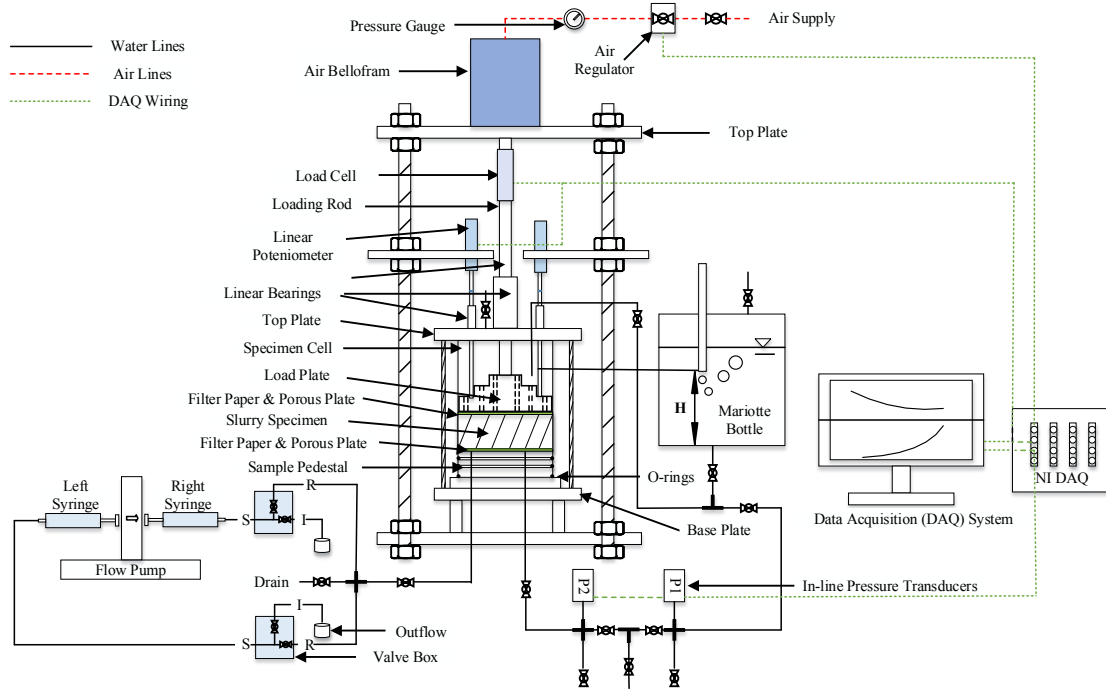 Water Lines
Air Lines
DAQ Wiring
Pressure Gauge
Air Supply
Air
Regulator
Air Bellofram
Top Plate
Load Cell
Loading Rod
Linear
Poteniometer
Linear Bearings
Top Plate
Specimen Cell
Load Plate
Filter Paper & Porous Plate
Slurry Specimen
Filter Paper & Porous Plate
Sample Pedestal
O-rings
Base Plate
H
Mariotte
Bottle
NI DAQ
Data Acquisition (DAQ) System
Left
Syringe
Right
Syringe
S
R
I
Flow Pump
Drain
I
S
R
Outflow
Valve Box
P2
P1
In-line Pressure Transducers